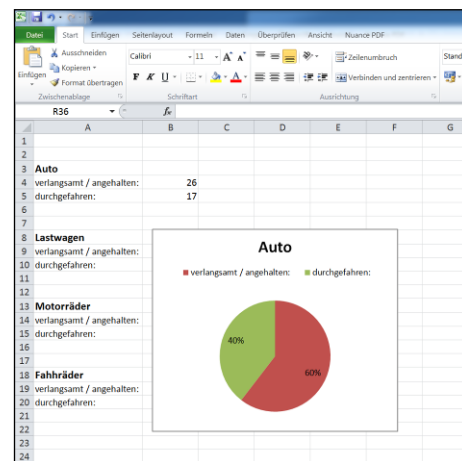 Datei Start Einfügen Seitenlayout Formeln Daten Überprüfen Ansicht Nuance PDF
Ausschneiden
Kopieren
Format übertragen
Einfügen
Calibri 11 A A Zeilenumbruch Stand
F K U A Verbinden und zentrieren
Zwischenablage Schriftart Ausrichtung
R36 fx
A B C D E F G
1
2
3 Auto
4 verlangsamt / angehalten: 26
5 durchgefahren: 17
6
7
8 Lastwagen
9 verlangsamt / angehalten:
10 durchgefahren:
11
12
13 Motorräder
14 verlangsamt / angehalten:
15 durchgefahren:
16
17
18 Fahhräder
19 verlangsamt / angehalten:
20 durchgefahren:
21
22
23
24
Auto
verlangsamt / angehalten: durchgefahren:
40%
60%